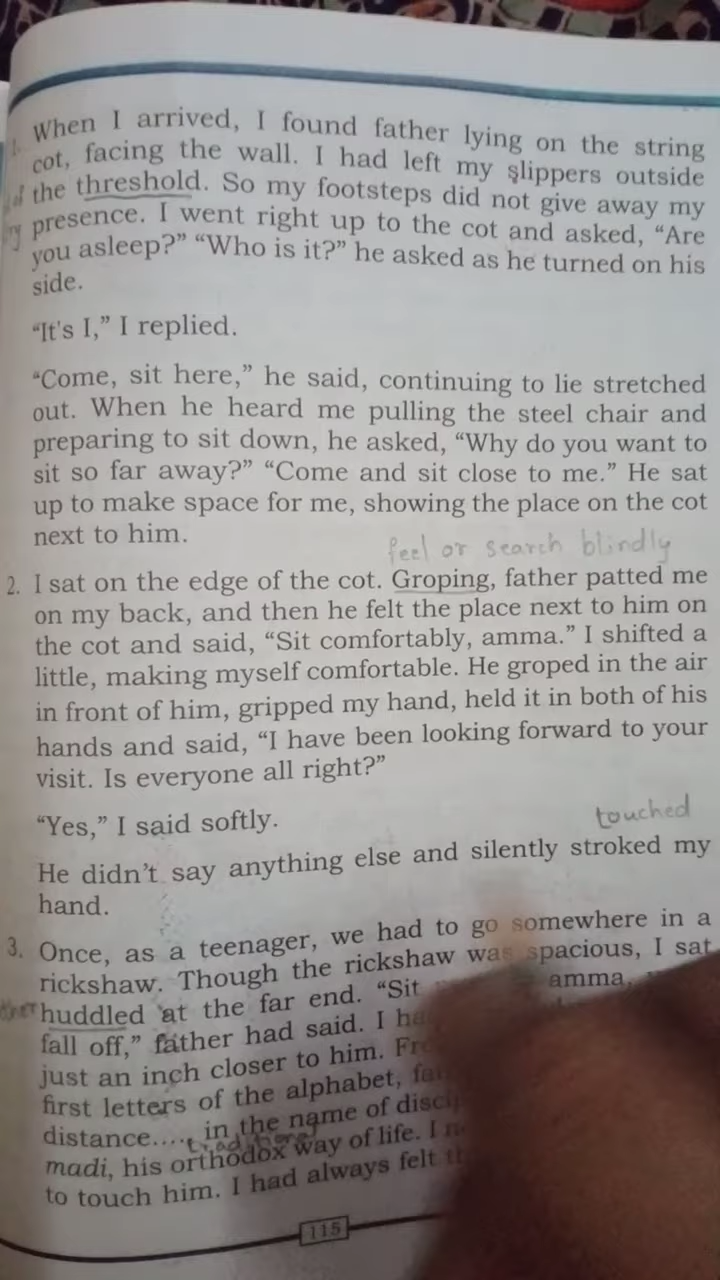 1. When I arrived, I found father lying on the string
cot, facing the wall. I had left my slippers outside
the threshold. So my footsteps did not give away my
presence. I went right up to the cot and asked, “Are
you asleep?” “Who is it?” he asked as he turned on his
side.
“It's I,” I replied.
“Come, sit here,” he said, continuing to lie stretched
out. When he heard me pulling the steel chair and
preparing to sit down, he asked, “Why do you want to
sit so far away?” “Come and sit close to me.” He sat
up to make space for me, showing the place on the cot
next to him.
feel or search blindly
2. I sat on the edge of the cot. Groping, father patted me
on my back, and then he felt the place next to him on
the cot and said, “Sit comfortably, amma.” I shifted a
little, making myself comfortable. He groped in the air
in front of him, gripped my hand, held it in both of his
hands and said, “I have been looking forward to your
visit. Is everyone all right?”
“Yes,” I said softly.
touched
He didn’t say anything else and silently stroked my
hand.
3. Once, as a teenager, we had to go somewhere in a
rickshaw. Though the rickshaw was spacious, I sat
huddled at the far end. “Sit amma,
fall off,” father had said. I
just an inch closer to him.
first letters of the alphabet,
distance.... in the name of
madi, his orthodox way of life. I
to touch him. I had always felt
115